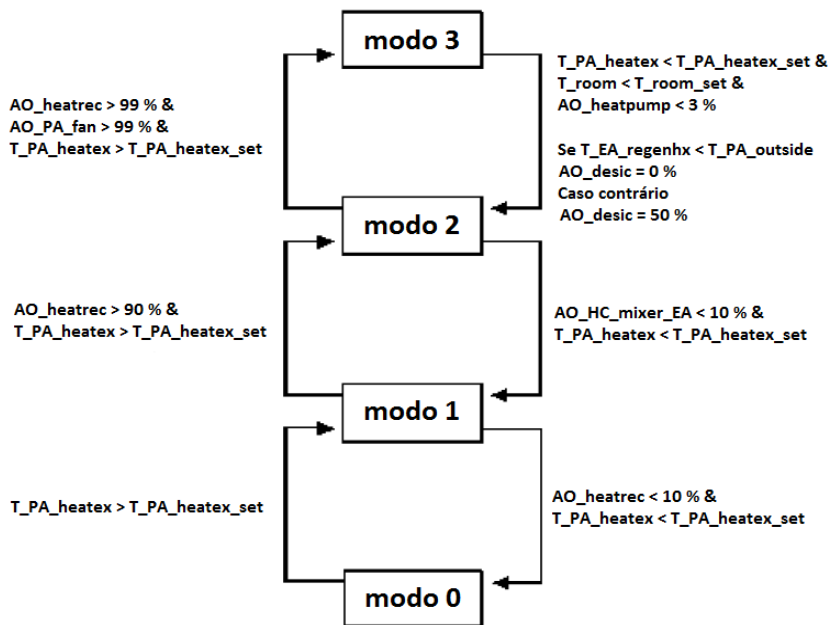 modo 3
T_PA_heatex < T_PA_heatex_set &
T_room < T_room_set &
AO_heatpump < 3 %
AO_heatrec > 99 % &
AO_PA_fan > 99 % &
T_PA_heatex > T_PA_heatex_set
Se T_EA_regenhx < T_PA_outside
AO_desic = 0 %
Caso contrário
AO_desic = 50 %
modo 2
AO_heatrec > 90 % &
T_PA_heatex > T_PA_heatex_set
AO_HC_mixer_EA < 10 % &
T_PA_heatex < T_PA_heatex_set
modo 1
T_PA_heatex > T_PA_heatex_set
AO_heatrec < 10 % &
T_PA_heatex < T_PA_heatex_set
modo 0